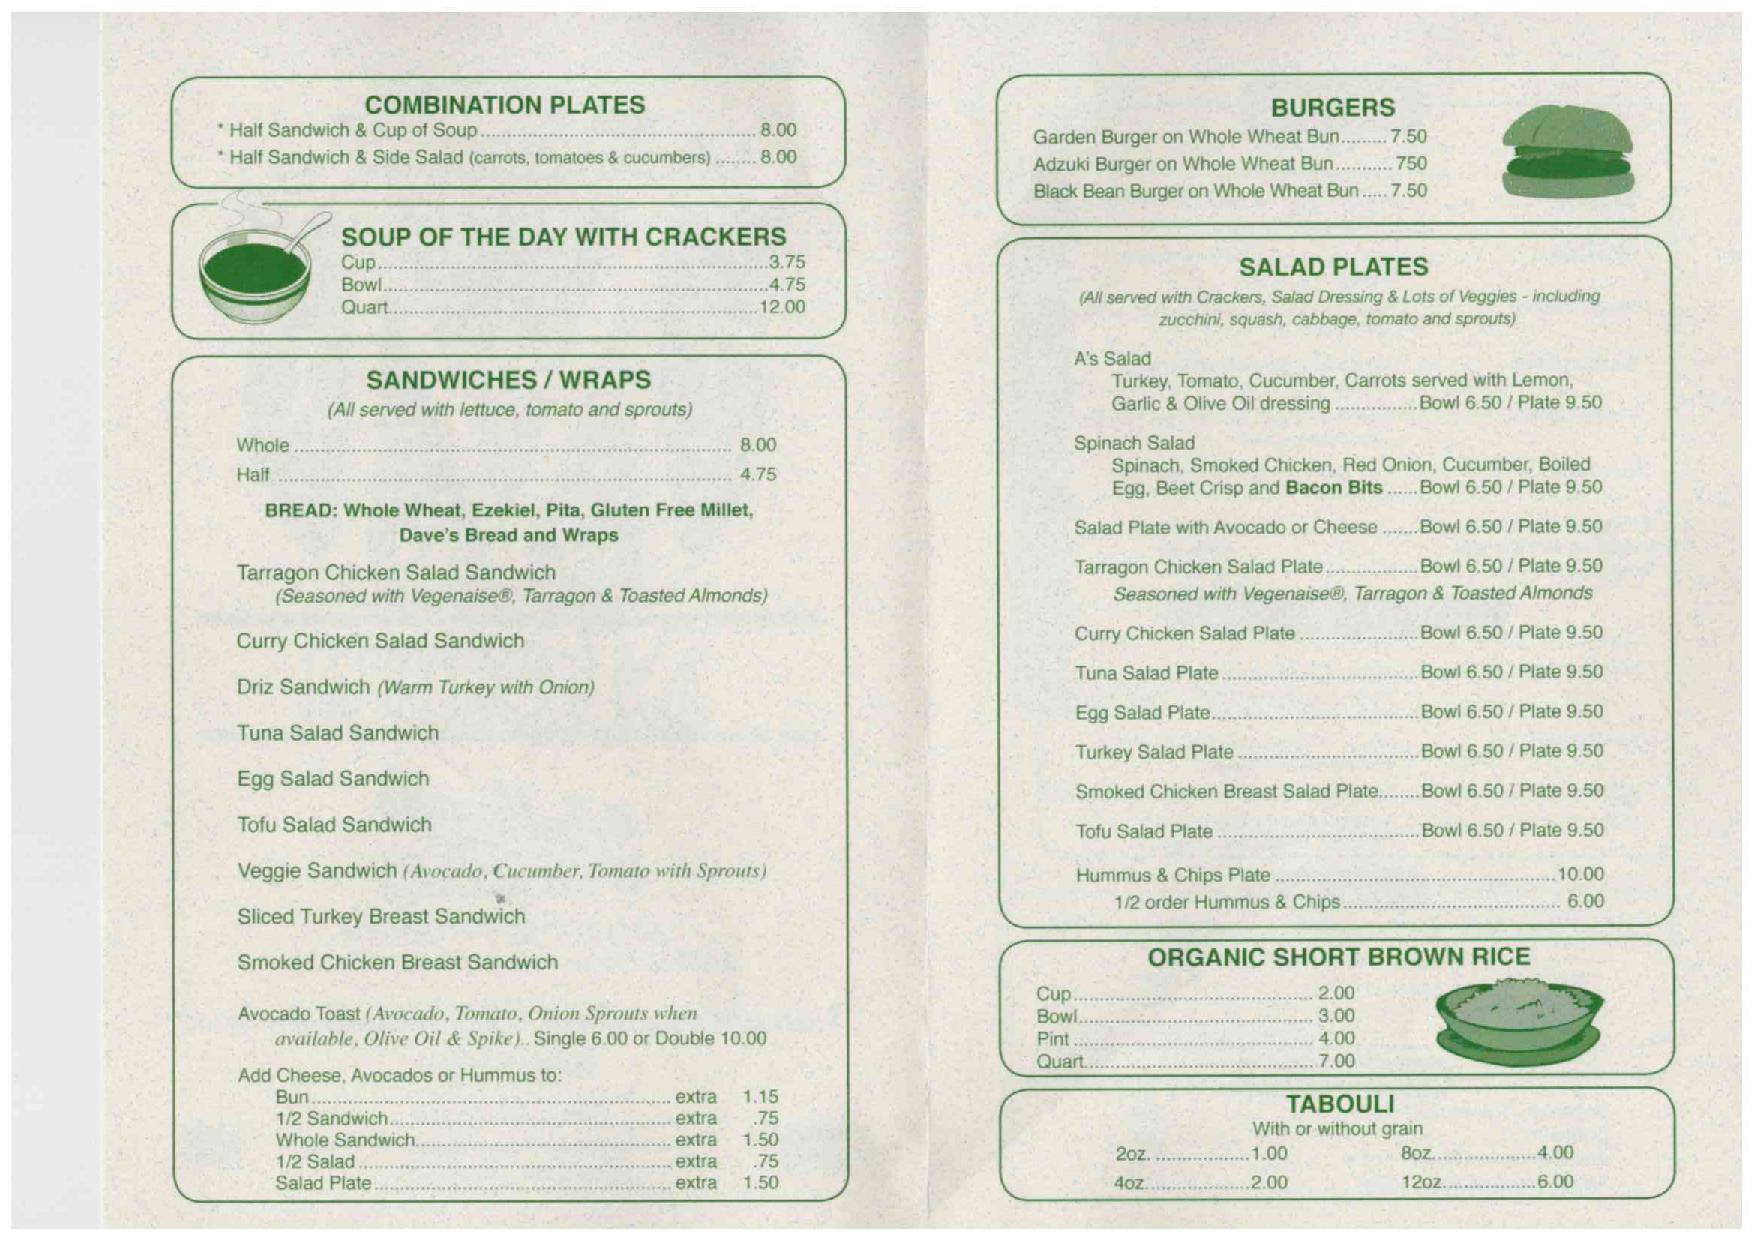 COMBINATION PLATES
* Half Sandwich & Cup of Soup 8.00
* Half Sandwich & Side Salad (carrots, tomatoes & cucumbers) 8.00
SOUP OF THE DAY WITH CRACKERS
Cup 3.75
Bowl 4.75
Quart 12.00
SANDWICHES / WRAPS
(All served with lettuce, tomato and sprouts)
Whole 8.00
Half 4.75
BREAD: Whole Wheat, Ezekiel, Pita, Gluten Free Millet,
Dave's Bread and Wraps
Tarragon Chicken Salad Sandwich
(Seasoned with Vegenaise®, Tarragon & Toasted Almonds)
Curry Chicken Salad Sandwich
Driz Sandwich (Warm Turkey with Onion)
Tuna Salad Sandwich
Egg Salad Sandwich
Tofu Salad Sandwich
Veggie Sandwich (Avocado, Cucumber, Tomato with Sprouts)
Sliced Turkey Breast Sandwich
Smoked Chicken Breast Sandwich
Avocado Toast (Avocado, Tomato, Onion Sprouts when
available, Olive Oil & Spike).. Single 6.00 or Double 10.00
Add Cheese, Avocados or Hummus to:
Bun extra 1.15
1/2 Sandwich extra .75
Whole Sandwich extra 1.50
1/2 Salad extra .75
Salad Plate extra 1.50
BURGERS
Garden Burger on Whole Wheat Bun 7.50
Adzuki Burger on Whole Wheat Bun 750
Black Bean Burger on Whole Wheat Bun 7.50
SALAD PLATES
(All served with Crackers, Salad Dressing & Lots of Veggies - including
zucchini, squash, cabbage, tomato and sprouts)
A's Salad
Turkey, Tomato, Cucumber, Carrots served with Lemon,
Garlic & Olive Oil dressing Bowl 6.50 / Plate 9.50
Spinach Salad
Spinach, Smoked Chicken, Red Onion, Cucumber, Boiled
Egg, Beet Crisp and Bacon Bits Bowl 6.50 / Plate 9.50
Salad Plate with Avocado or Cheese Bowl 6.50 / Plate 9.50
Tarragon Chicken Salad Plate Bowl 6.50 / Plate 9.50
Seasoned with Vegenaise®, Tarragon & Toasted Almonds
Curry Chicken Salad Plate Bowl 6.50 / Plate 9.50
Tuna Salad Plate Bowl 6.50 / Plate 9.50
Egg Salad Plate Bowl 6.50 / Plate 9.50
Turkey Salad Plate Bowl 6.50 / Plate 9.50
Smoked Chicken Breast Salad Plate Bowl 6.50 / Plate 9.50
Tofu Salad Plate Bowl 6.50 / Plate 9.50
Hummus & Chips Plate 10.00
1/2 order Hummus & Chips 6.00
ORGANIC SHORT BROWN RICE
Cup 2.00
Bowl 3.00
Pint 4.00
Quart 7.00
TABOULI
With or without grain
2oz. 1.00 8oz. 4.00
4oz. 2.00 12oz. 6.00